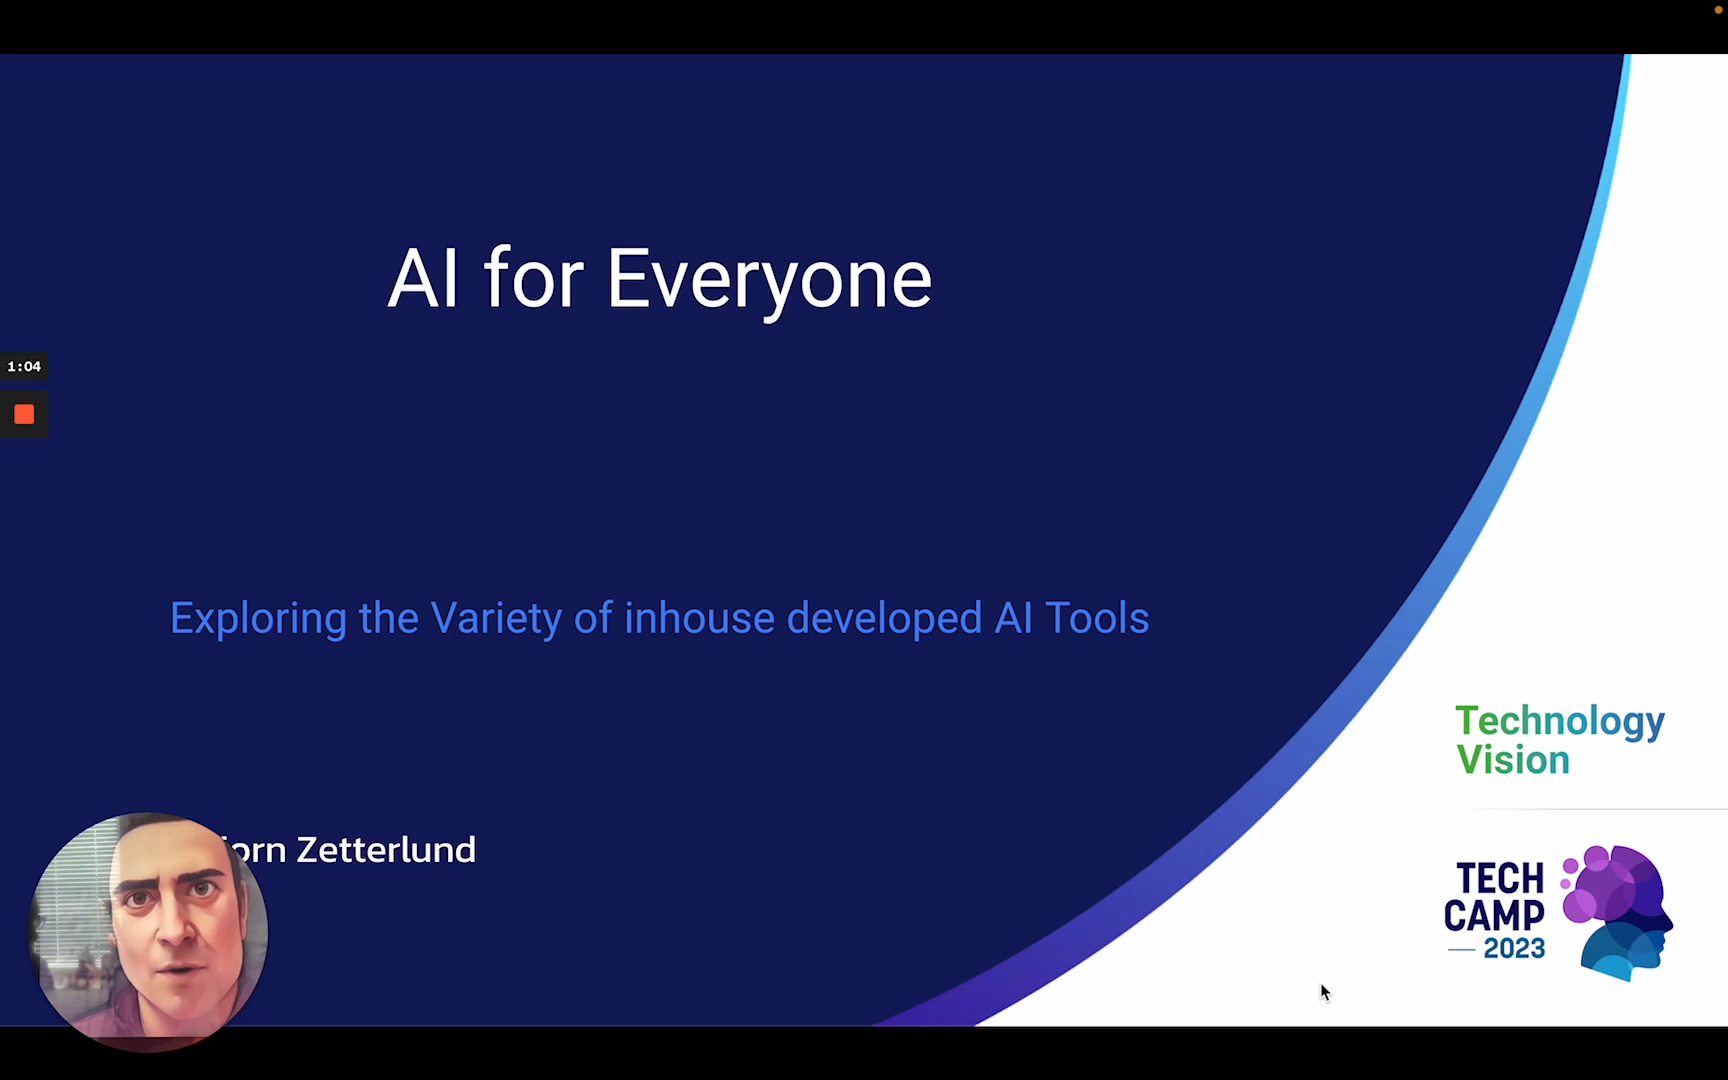 AI for Everyone
1:04
Exploring the Variety of inhouse developed AI Tools
Technology
Vision
Zetterlund
TECH
CAMP
2023